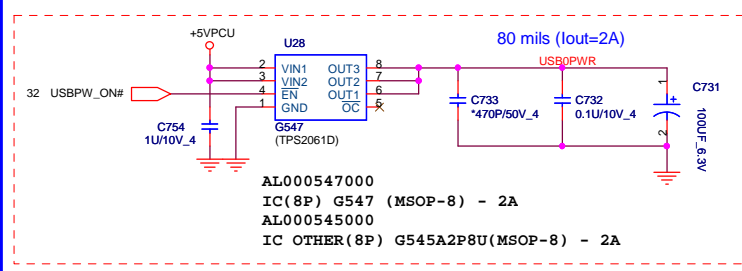 +5VPCU
U28
80 mils (Iout=2A)
USB0PWR
2 VIN1 OUT3 8
3 VIN2 OUT2 7
32 USBPW_ON# 4 EN OUT1 6
1 GND OC 5
G547
(TPS2061D)
C754
1U/10V_4
C733
*470P/50V_4
C732
0.1U/10V_4
1
+
2
C731
100UF_6.3V
AL000547000
IC(8P) G547 (MSOP-8) - 2A
AL000545000
IC OTHER(8P) G545A2P8U(MSOP-8) - 2A